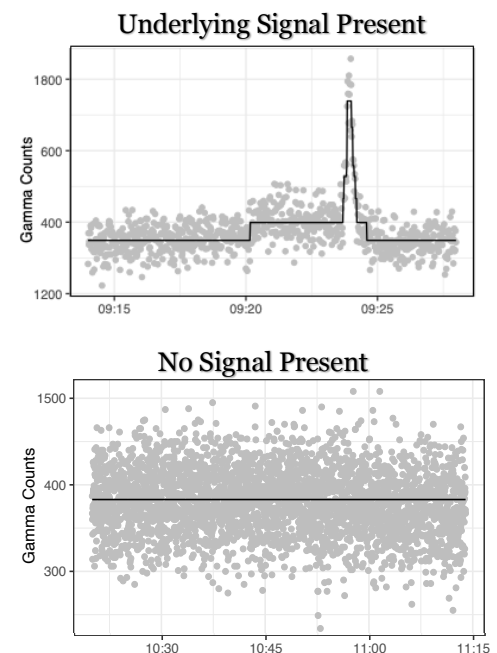 Underlying Signal Present
1800
600
400
1200
Gamma Counts
09:15 09:20 09:25
No Signal Present
1500
400
300
Gamma Counts
10:30 10:45 11:00 11:15